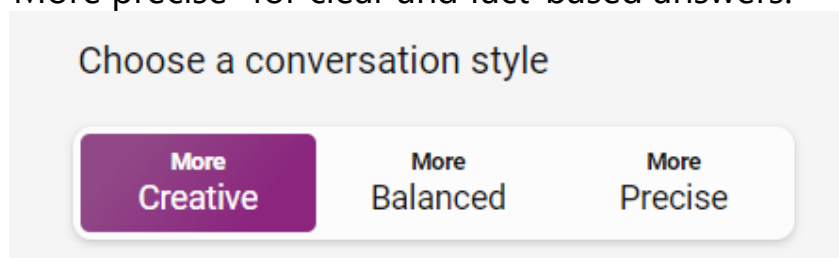 More precise" for clear and fact-based answers.
Choose a conversation style
More More More
Creative Balanced Precise